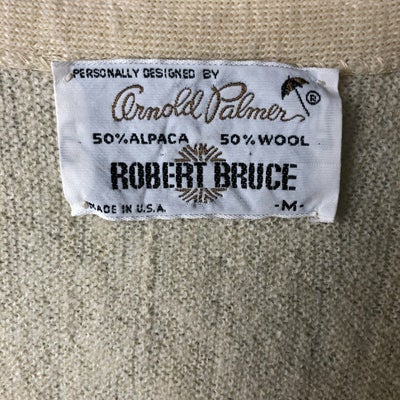 PERSONALLY DESIGNED BY
Arnold Palmer ®
50% ALPACA 50% WOOL
ROBERT BRUCE
MADE IN U.S.A. -M-